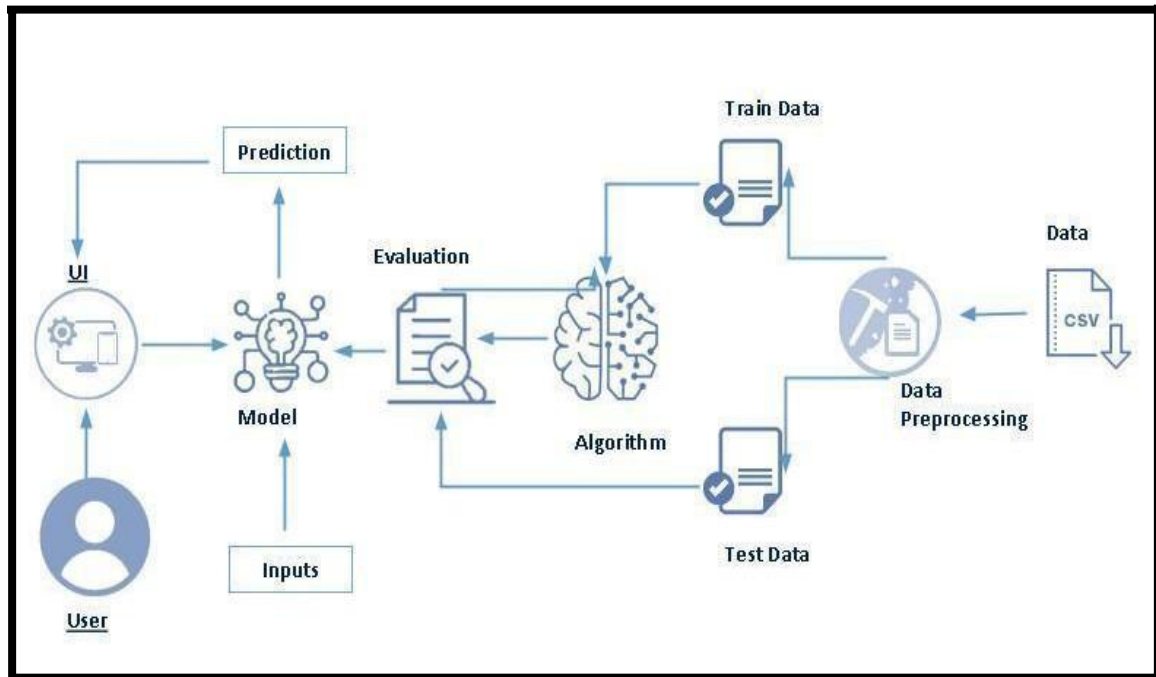 Train Data
Prediction
Data
Evaluation
UI
CSV
Data
Preprocessing
Model
Algorithm
Inputs
Test Data
User